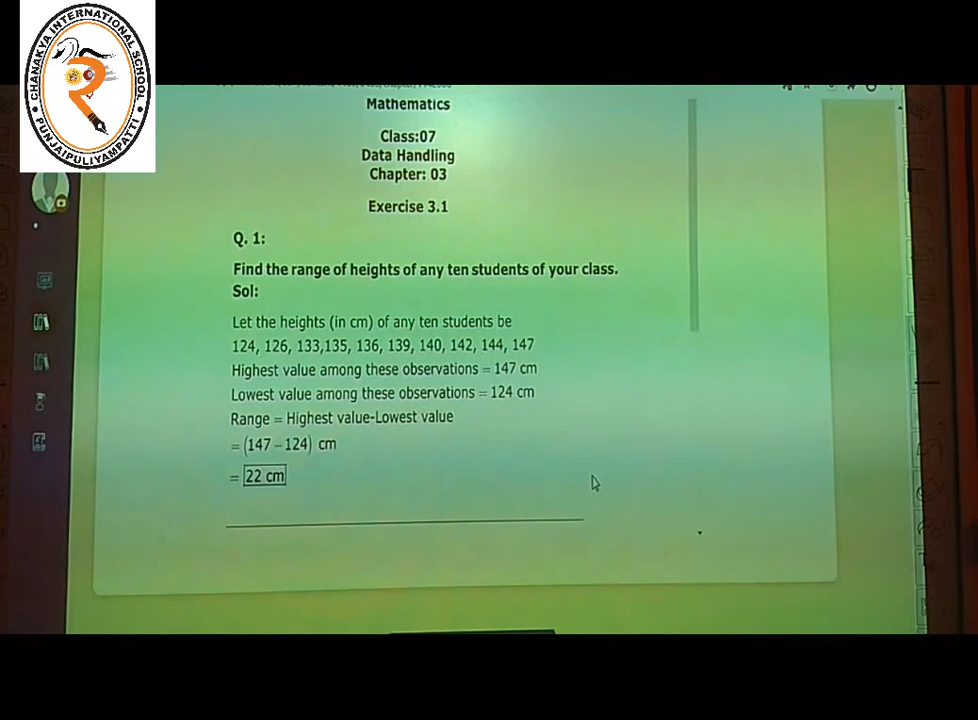 CHANAKYA INTERNATIONAL SCHOOL
PUNJAIPULIYAMPATTI
Mathematics
Class:07
Data Handling
Chapter: 03
Exercise 3.1
Q. 1:
Find the range of heights of any ten students of your class.
Sol:
Let the heights (in cm) of any ten students be
124, 126, 133,135, 136, 139, 140, 142, 144, 147
Highest value among these observations = 147 cm
Lowest value among these observations = 124 cm
Range = Highest value-Lowest value
= (147 – 124) cm
= 22 cm